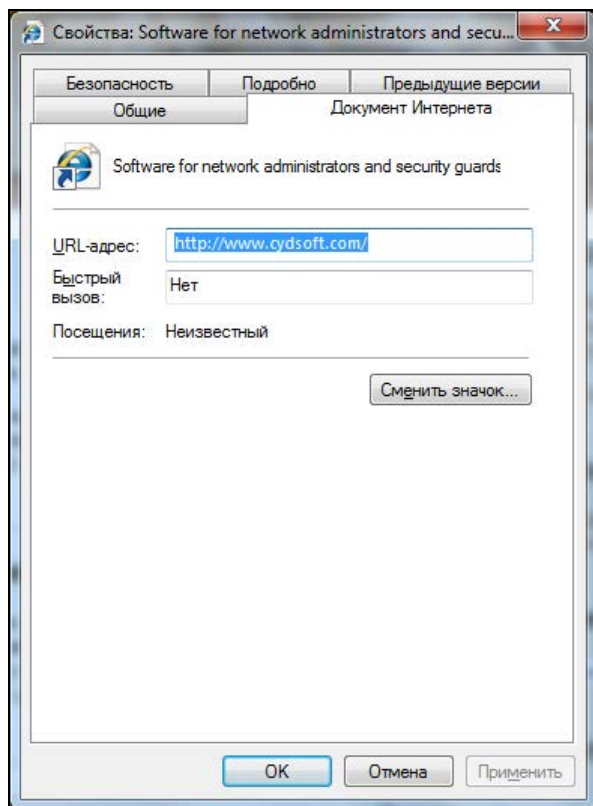 Свойства: Software for network administrators and secu...
Безопасность Подробно Предыдущие версии
Общие Документ Интернета
Software for network administrators and security guards
URL-адрес: http://www.cydsoft.com/
Быстрый вызов: Нет
Посещения: Неизвестный
Сменить значок...
OK Отмена Применить